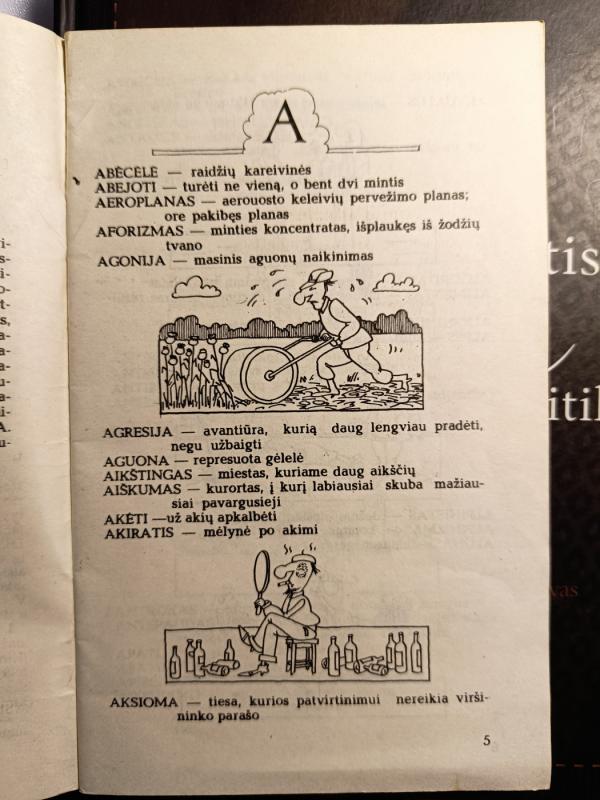 A
ABĖCĖLĖ — raidžių kareivinės
ABEJOTI — turėti ne vieną, o bent dvi mintis
AEROPLANAS — aerouosto keleivių pervežimo planas;
ore pakibęs planas
AFORIZMAS — minties koncentratas, išplaukęs iš žodžių
tvano
AGONIJA — masinis aguonų naikinimas
AGRESIJA — avantiūra, kurią daug lengviau pradėti,
negu užbaigti
AGUONA — represuota gėlelė
AIKŠTINGAS — miestas, kuriame daug aikščių
AIŠKUMAS — kurortas, į kurį labiausiai skuba mažiau-
siai pavargusieji
AKĖTI —už akių apkalbėti
AKIRATIS — mėlynė po akimi
AKSIOMA — tiesa, kurios patvirtinimui nereikia virši-
ninko parašo
5